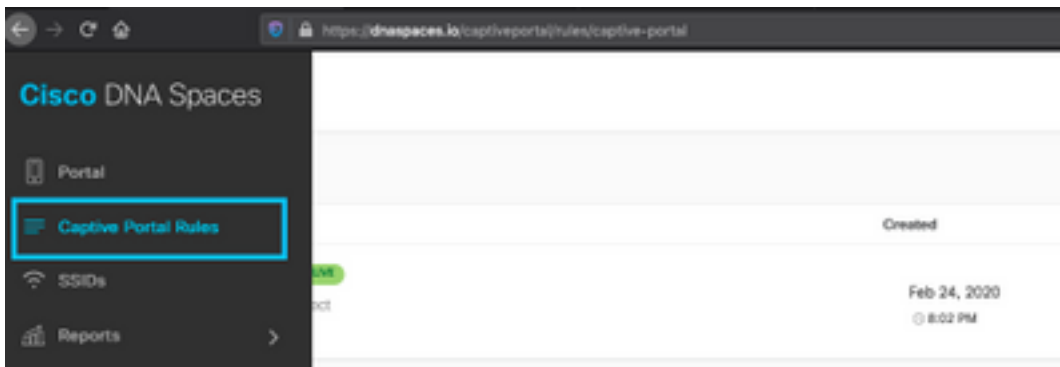 https://dnaspaces.io/captiveportal/rules/captive-portal
Cisco DNA Spaces
Portal
Captive Portal Rules
Created
SSIDs
Feb 24, 2020
8:02 PM
Reports